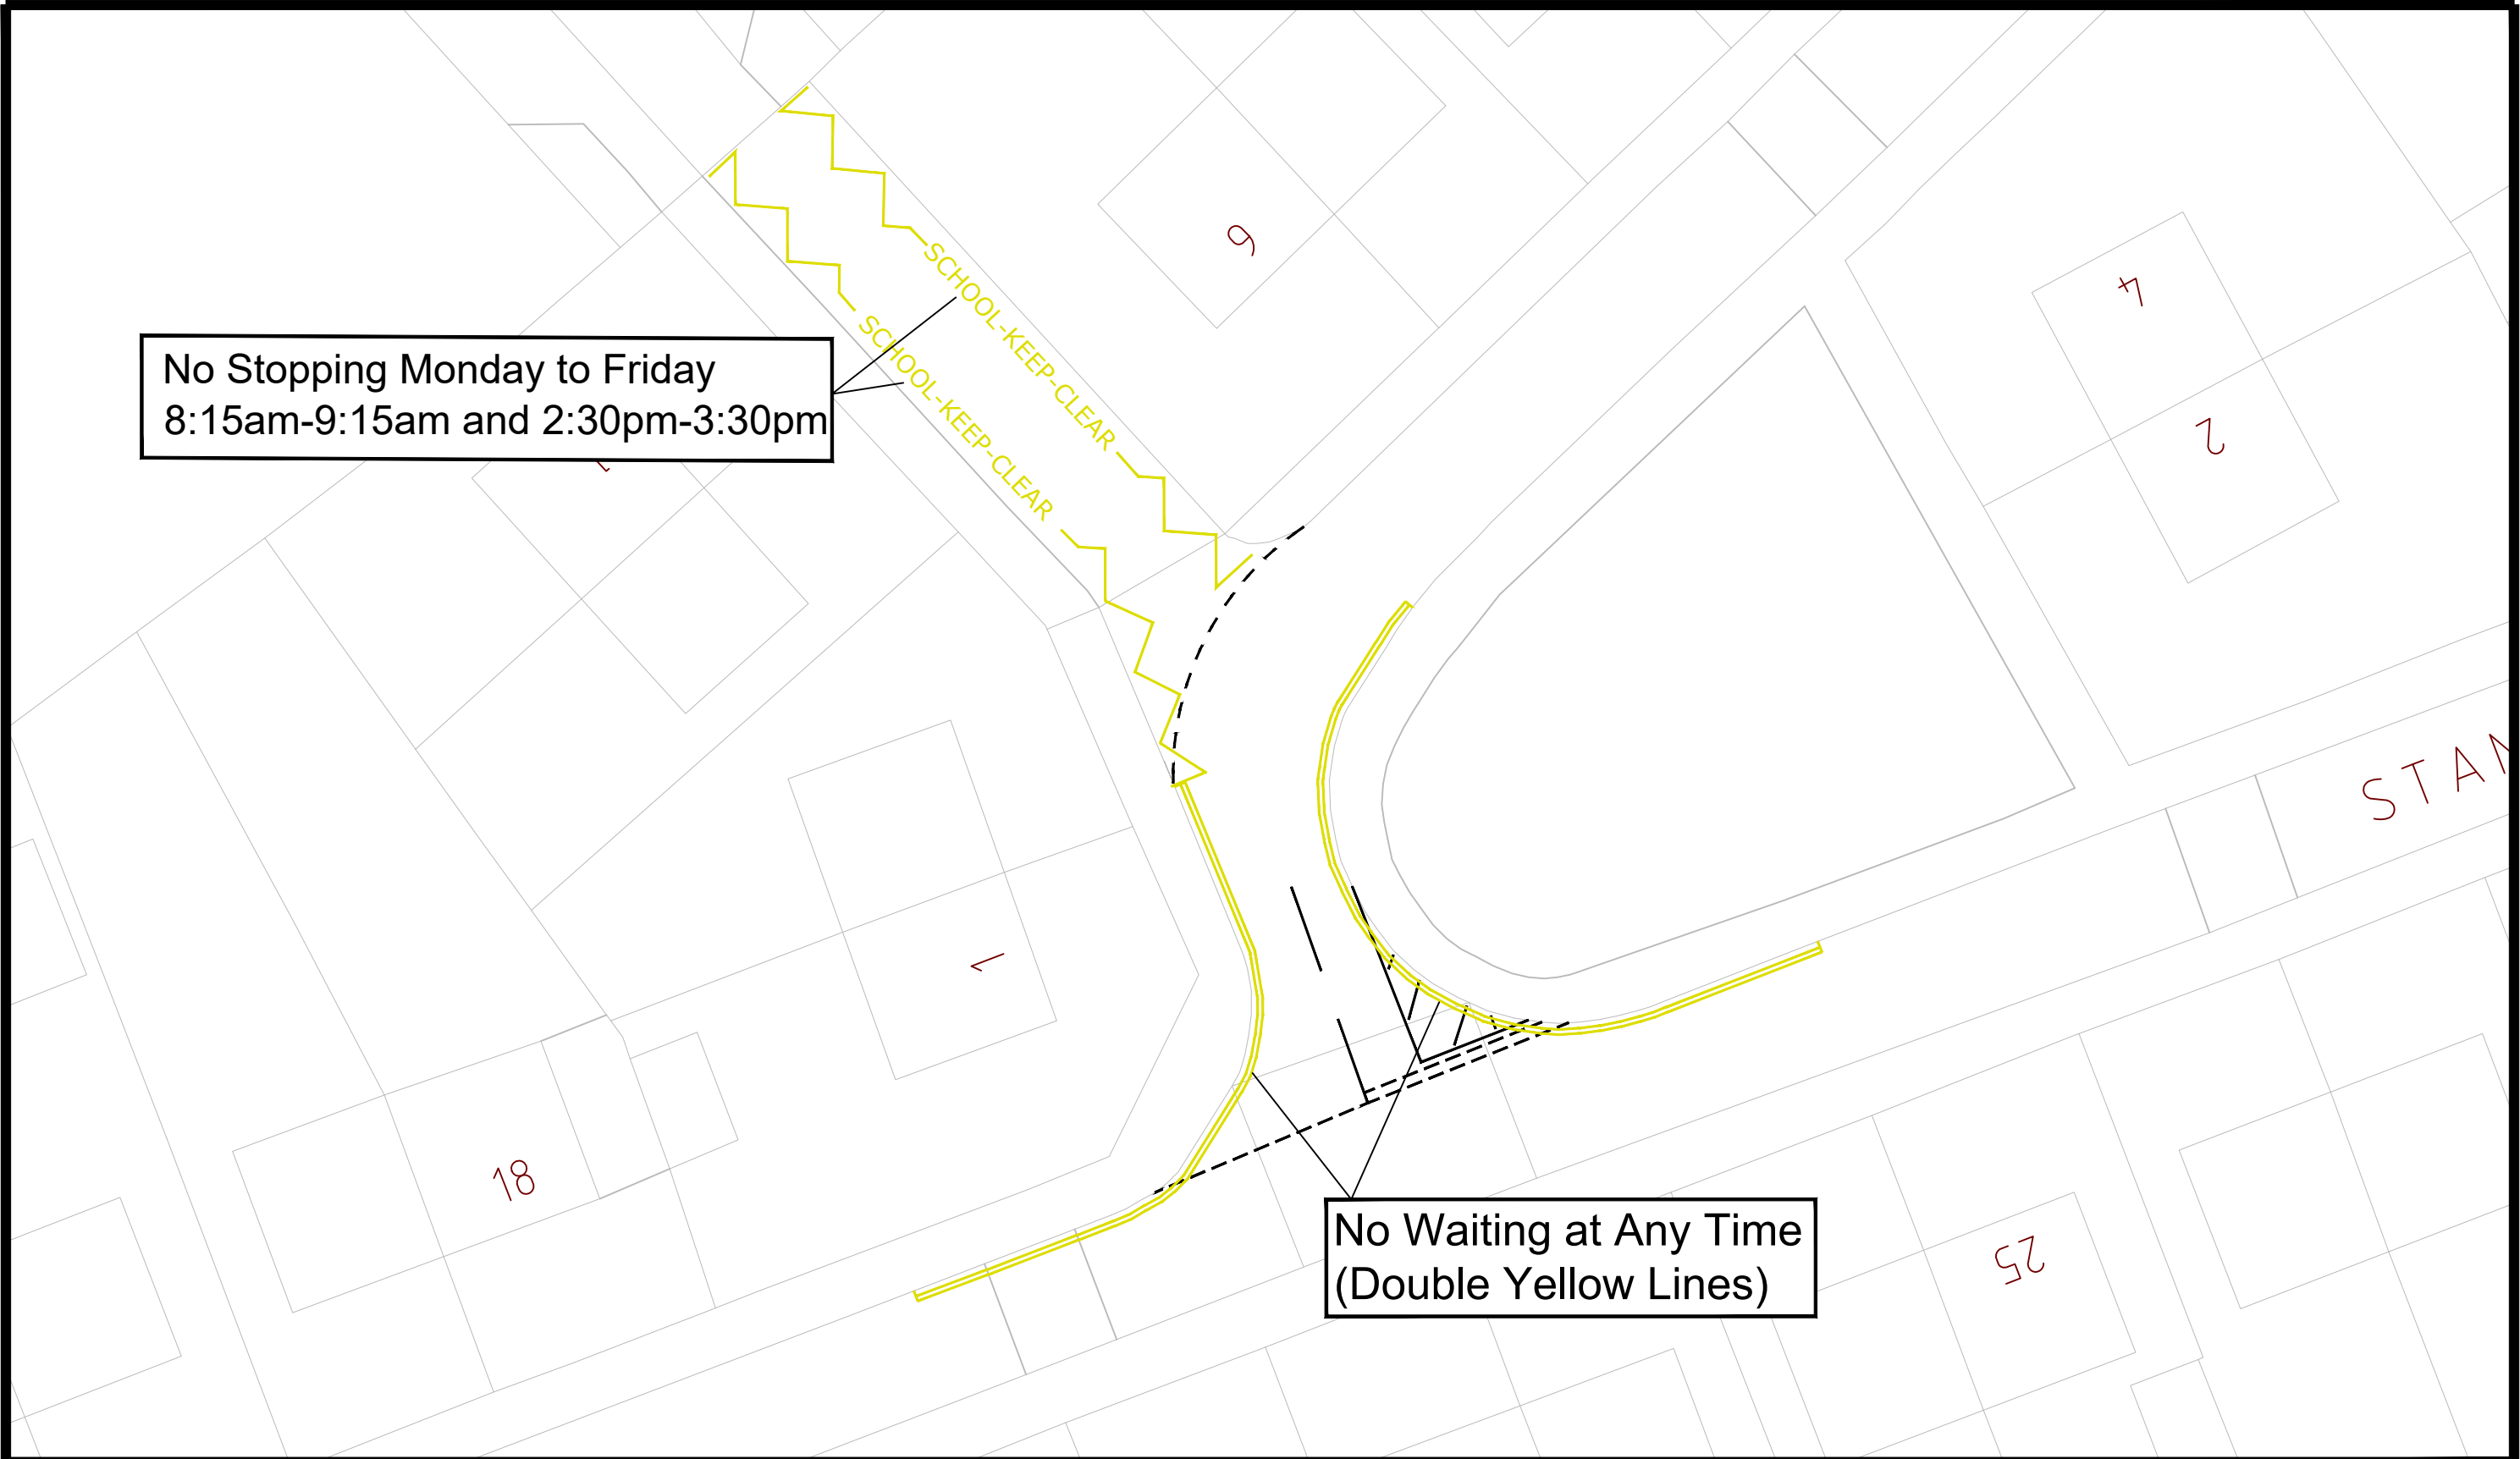 6
4
2
SCHOOL-KEEP-CLEAR
SCHOOL-KEEP-CLEAR
No Stopping Monday to Friday
8:15am-9:15am and 2:30pm-3:30pm
STAN
1
18
No Waiting at Any Time
(Double Yellow Lines)
25